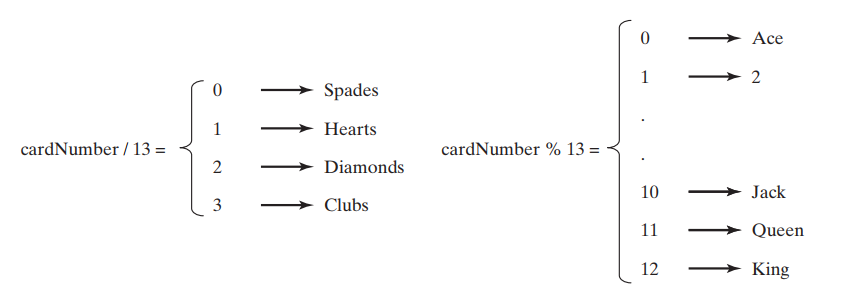 cardNumber / 13 =
0 Spades
1 Hearts
2 Diamonds
3 Clubs
cardNumber % 13 =
0 Ace
1 2
.
.
10 Jack
11 Queen
12 King